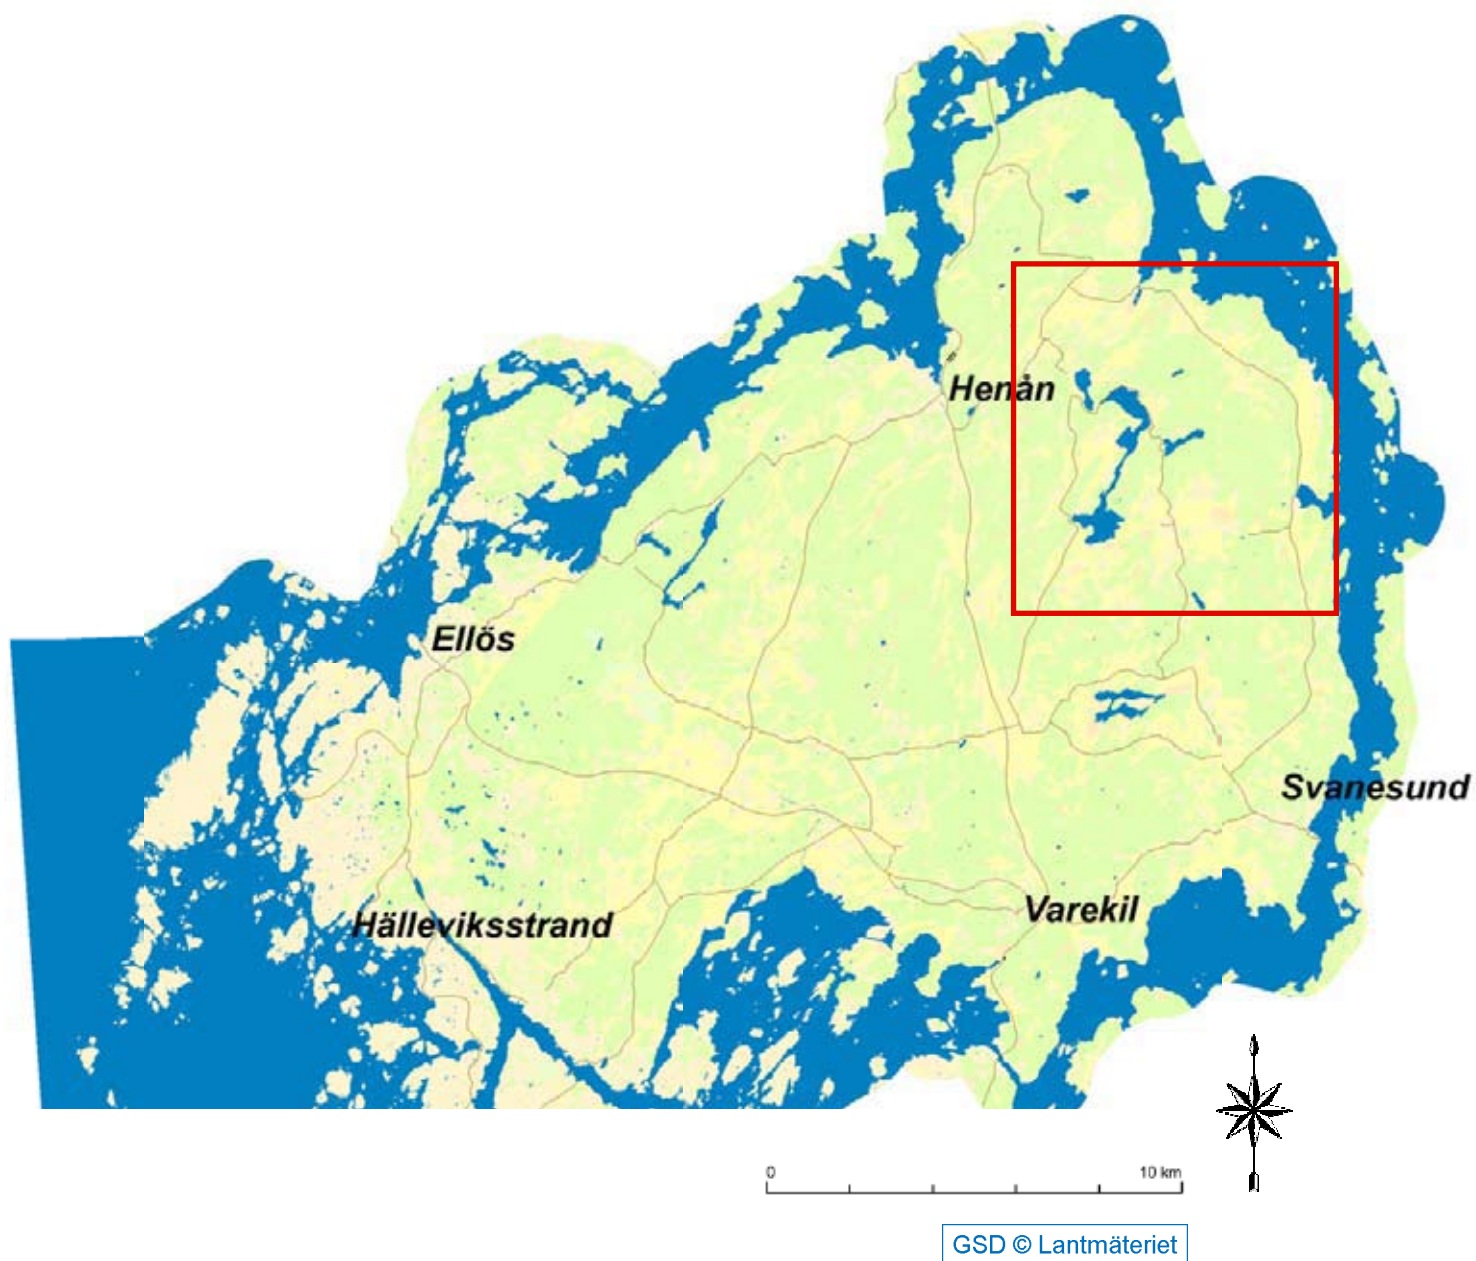 Henån
Ellös
Svanesund
Hälleviksstrand
Varekil
0 10 km
GSD © Lantmäteriet